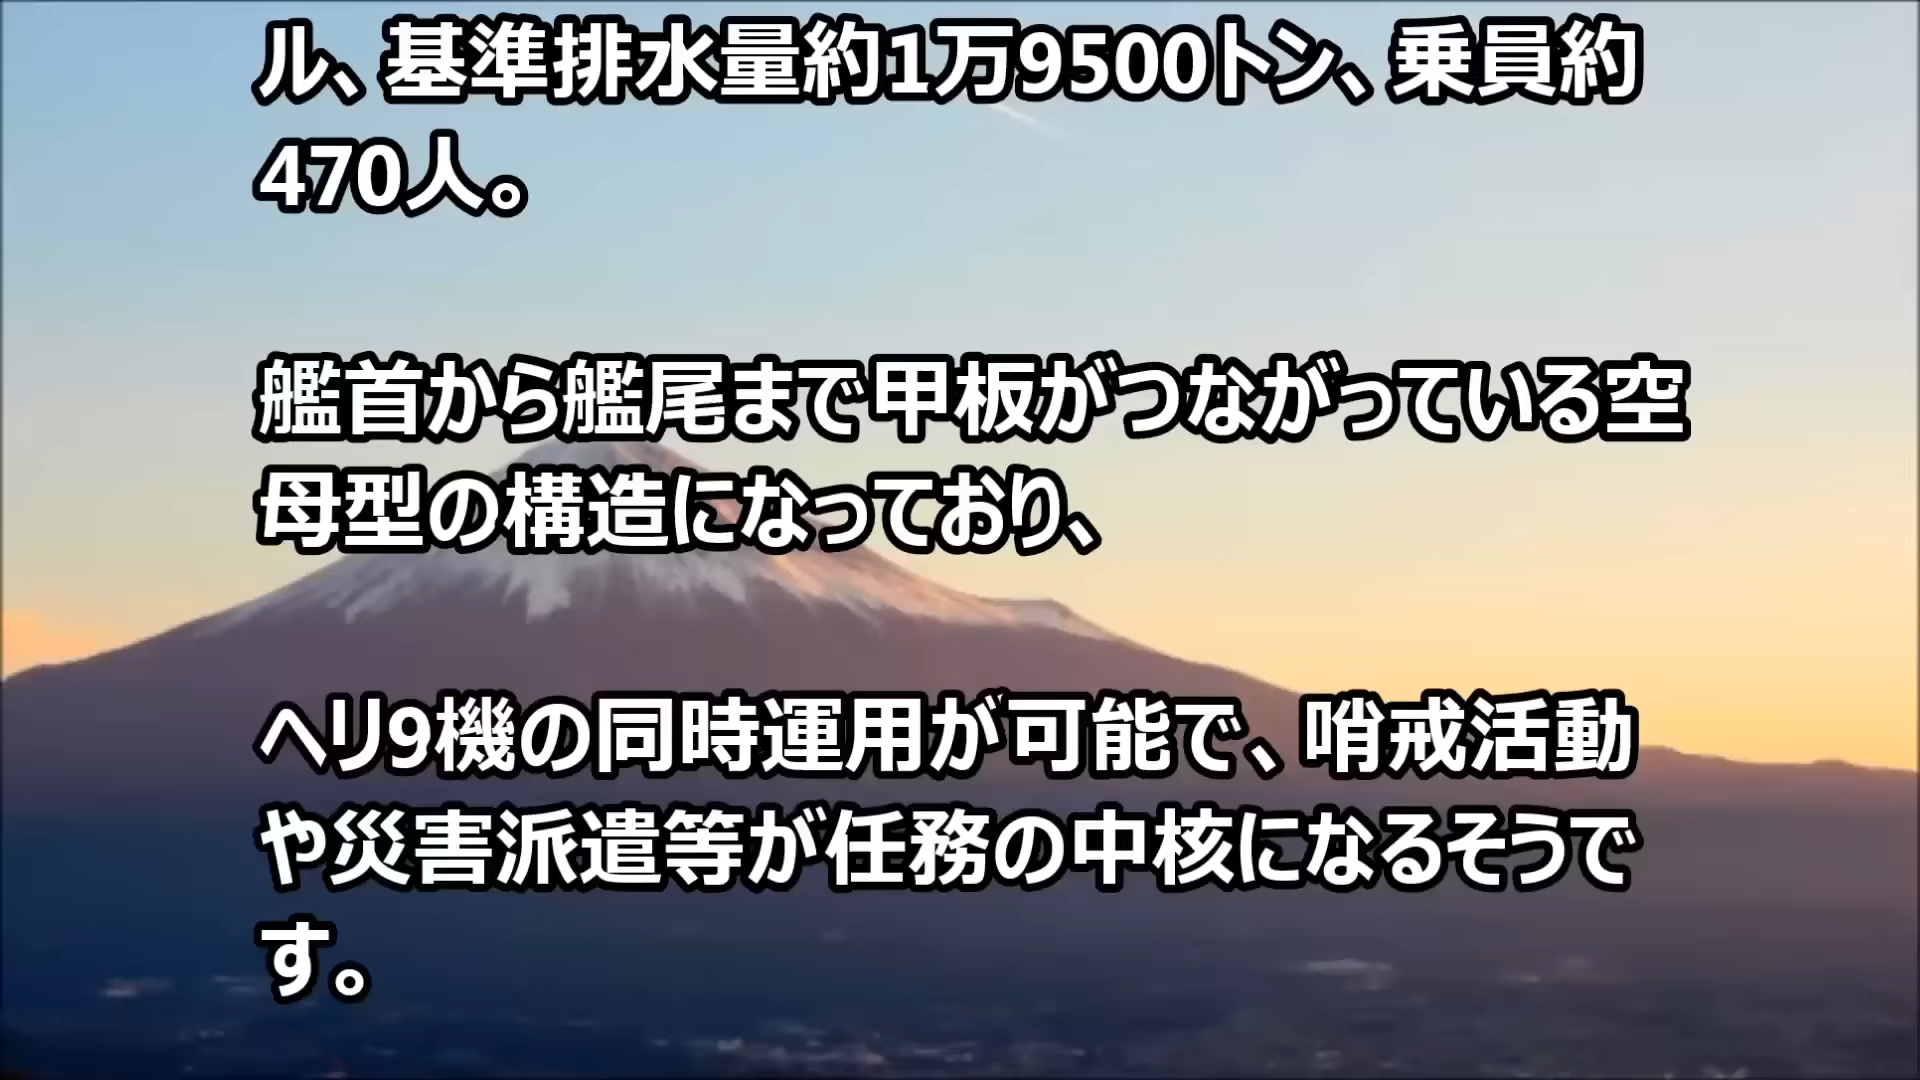 ル、基準排水量約1万9500トン、乗員約
470人。
艦首から艦尾まで甲板がつながっている空
母型の構造になっており、
ヘリ9機の同時運用が可能で、哨戒活動
や災害派遣等が任務の中核になるそうで
す。